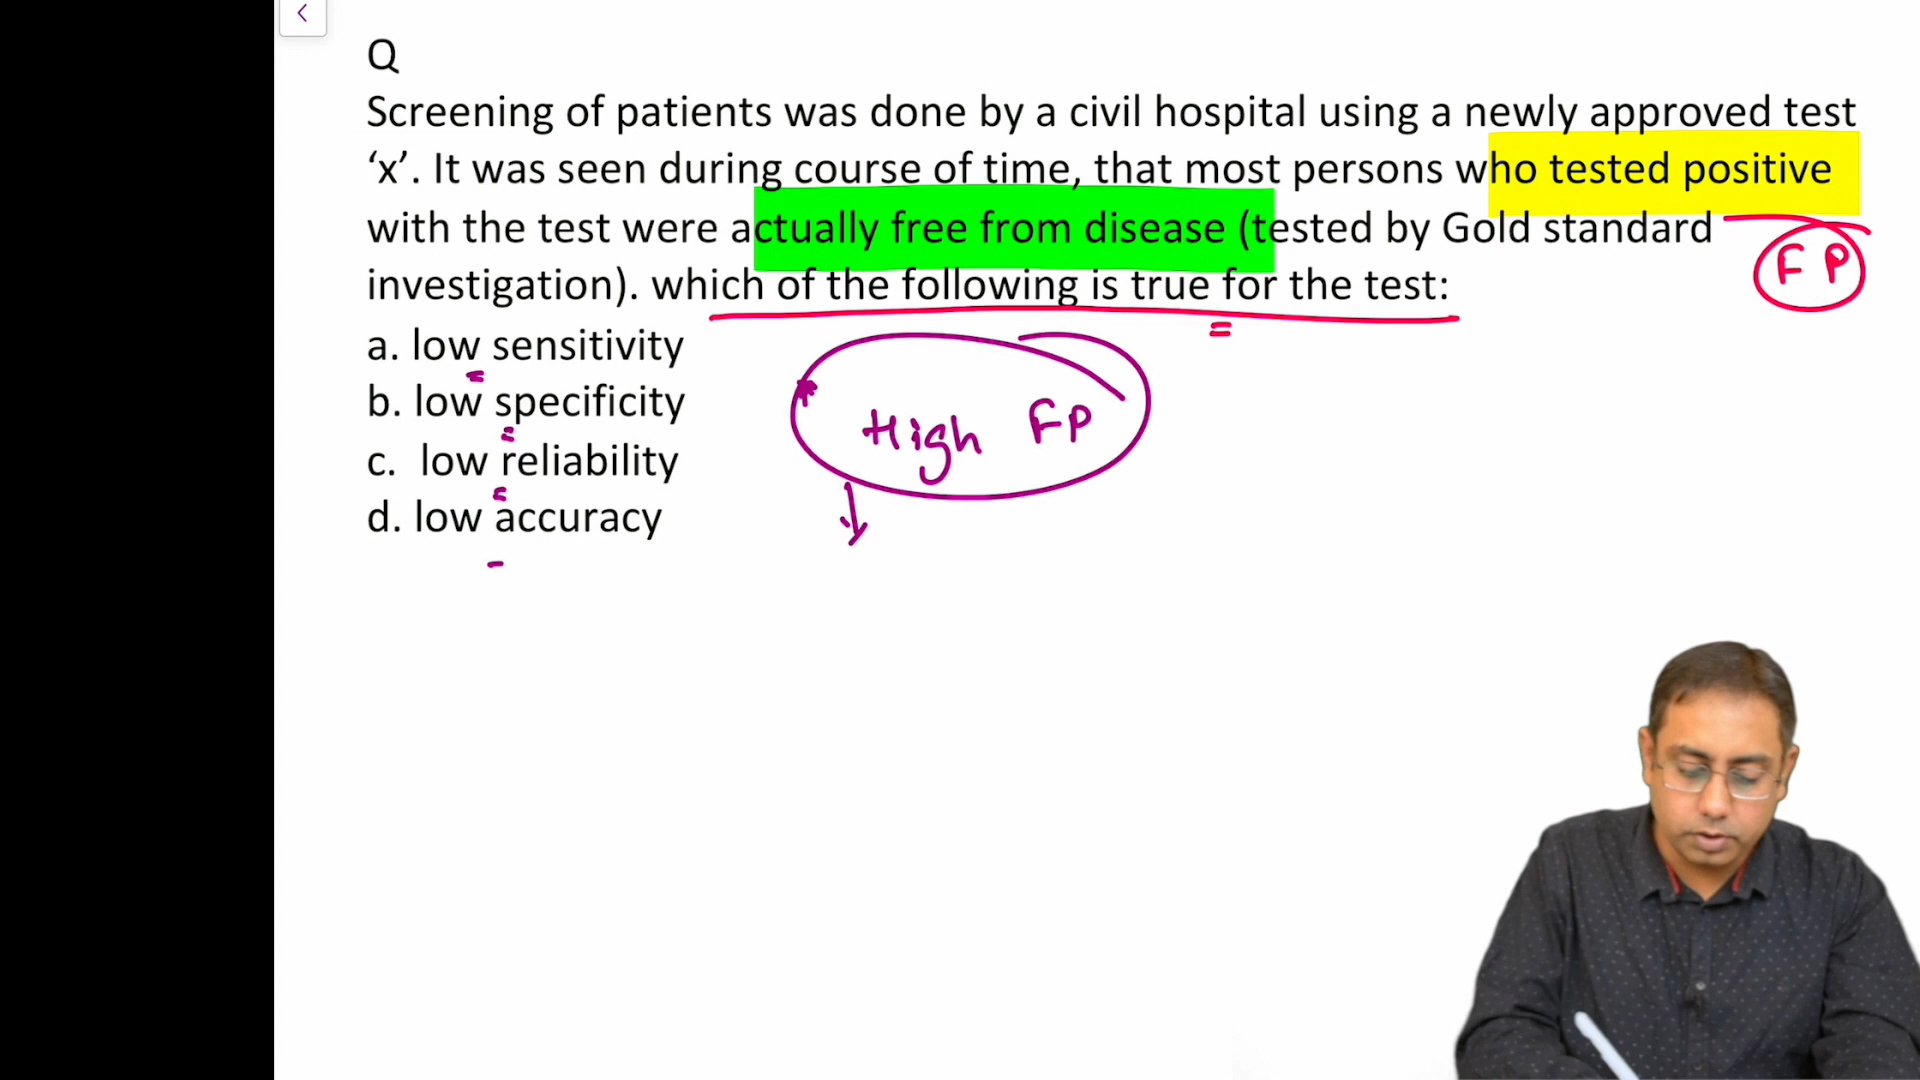 Q
Screening of patients was done by a civil hospital using a newly approved test
‘x’. It was seen during course of time, that most persons who tested positive
with the test were actually free from disease (tested by Gold standard
investigation). which of the following is true for the test:
FP
a. low sensitivity
b. low specificity
c. low reliability
d. low accuracy
High FP